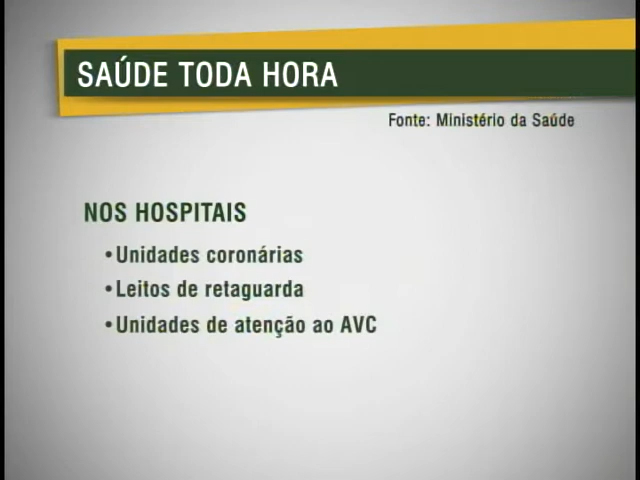 SAÚDE TODA HORA
Fonte: Ministério da Saúde
NOS HOSPITAIS
• Unidades coronárias
• Leitos de retaguarda
• Unidades de atenção ao AVC